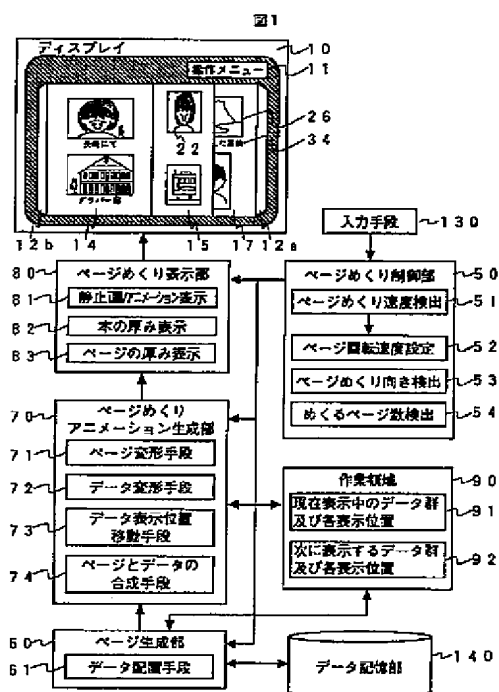 図1
ディスプレイ
10
操作メニュー
11
26
34
22
長崎にて
グラバー邸
12b
14
15
17
12a
入力手段
130
80
ページめくり表示部
81
静止画/アニメーション表示
82
本の厚み表示
83
ページの厚み表示
ページめくり制御部
50
ページめくり速度検出
51
ページ回転速度設定
52
ページめくり向き検出
53
めくるページ数検出
54
70
ページめくり
アニメーション生成部
71
ページ変形手段
72
データ変形手段
73
データ表示位置
移動手段
74
ページとデータの
合成手段
作業領域
90
現在表示中のデータ群
及び各表示位置
91
次に表示するデータ群
及び各表示位置
92
60
ページ生成部
61
データ配置手段
データ記憶部
140